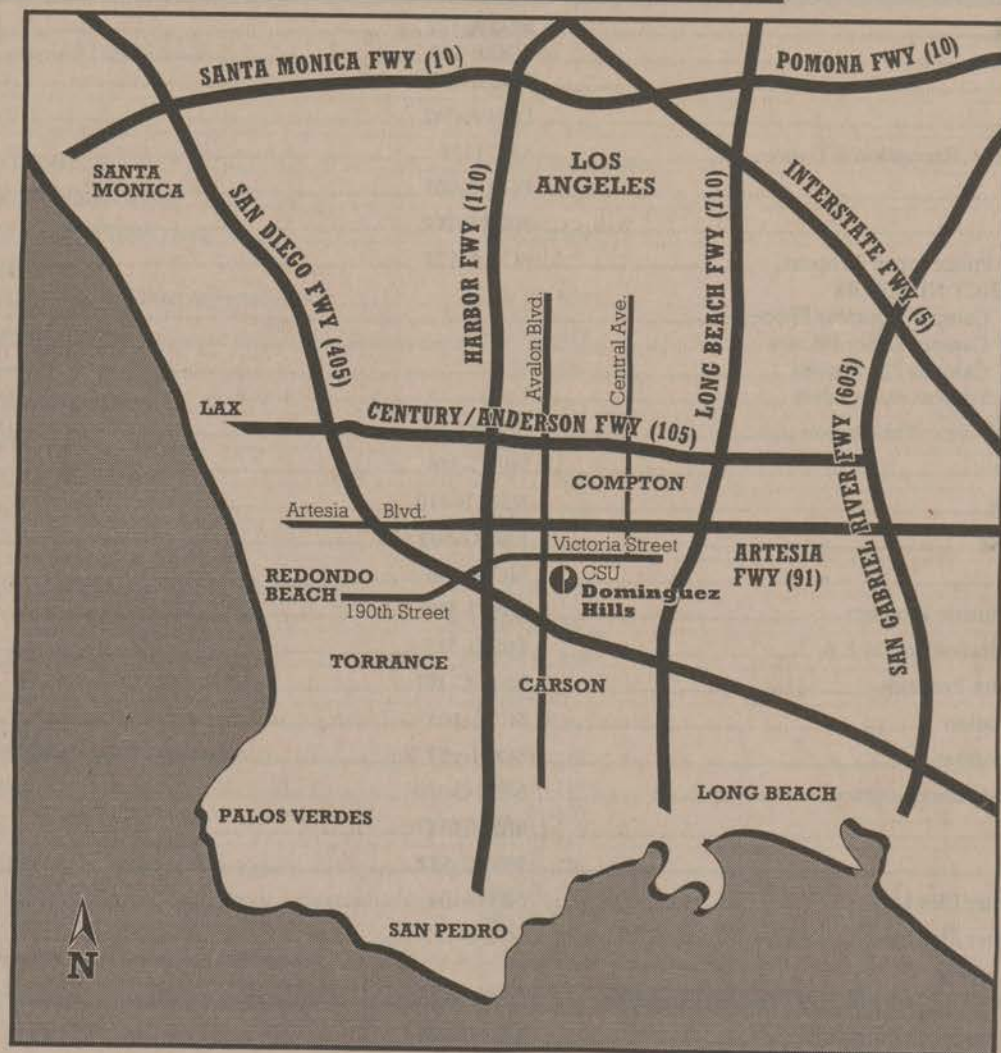 SANTA MONICA FWY (10)
POMONA FWY (10)
SANTA
MONICA
LOS
ANGELES
SAN DIEGO FWY (405)
HARBOR FWY (110)
LONG BEACH FWY (710)
INTERSTATE FWY (5)
Avalon Blvd.
Central Ave.
LAX
CENTURY/ANDERSON FWY (105)
SAN GABRIEL RIVER FWY (605)
COMPTON
Artesia Blvd.
Victoria Street
ARTESIA
FWY (91)
REDONDO
BEACH
190th Street
CSU
Dominguez
Hills
TORRANCE
CARSON
PALOS VERDES
LONG BEACH
SAN PEDRO
N